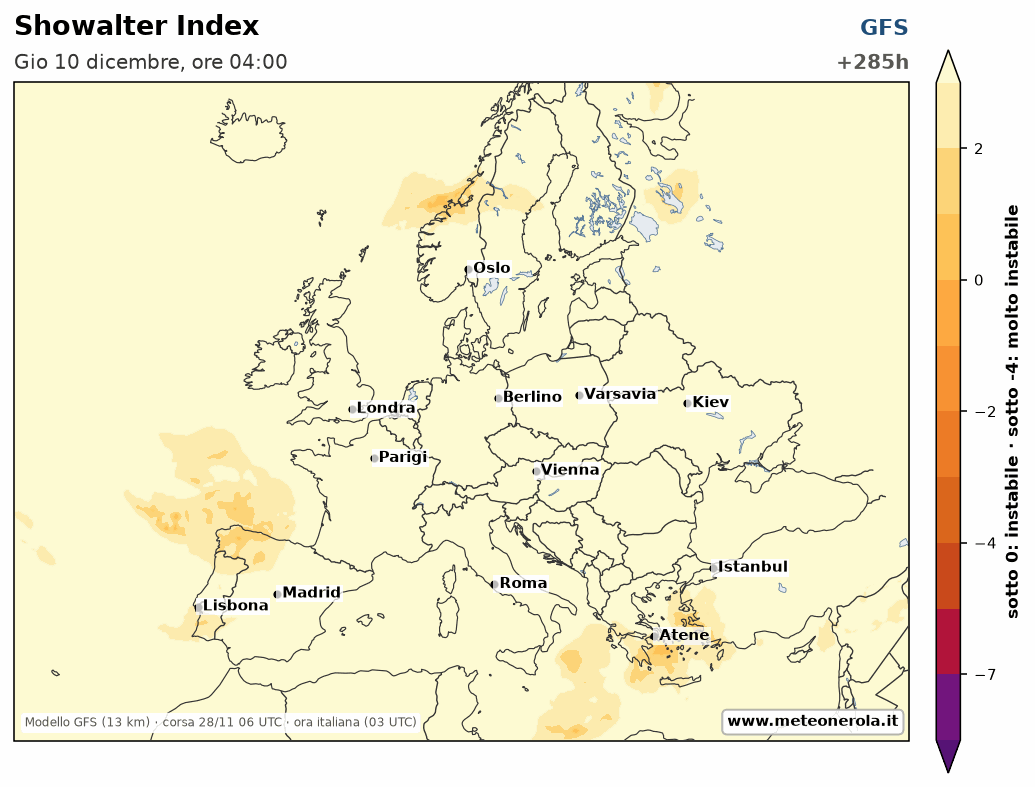 Showalter Index
GFS
Gio 10 dicembre, ore 04:00
+285h
Oslo
Berlino
Varsavia
Kiev
Londra
Parigi
Vienna
Istanbul
Roma
Madrid
Lisbona
Atene
Modello GFS (13 km) · corsa 28/11 06 UTC · ora italiana (03 UTC)
www.meteonerola.it
2
0
−2
−4
−7
sotto 0: instabile · sotto -4: molto instabile